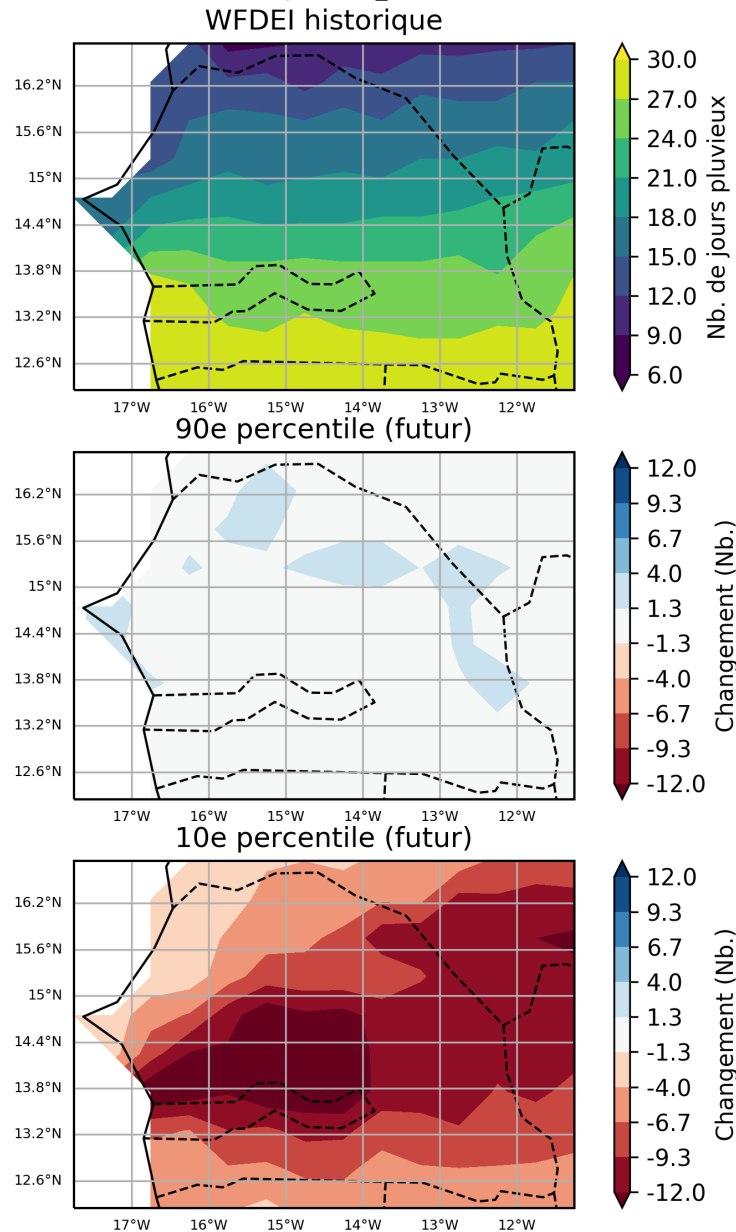 WFDEI historique
16.2°N
15.6°N
15°N
14.4°N
13.8°N
13.2°N
12.6°N
17°W 16°W 15°W 14°W 13°W 12°W
30.0
27.0
24.0
21.0
18.0
15.0
12.0
9.0
6.0
Nb. de jours pluvieux
90e percentile (futur)
16.2°N
15.6°N
15°N
14.4°N
13.8°N
13.2°N
12.6°N
17°W 16°W 15°W 14°W 13°W 12°W
12.0
9.3
6.7
4.0
1.3
-1.3
-4.0
-6.7
-9.3
-12.0
Changement (Nb.)
10e percentile (futur)
16.2°N
15.6°N
15°N
14.4°N
13.8°N
13.2°N
12.6°N
17°W 16°W 15°W 14°W 13°W 12°W
12.0
9.3
6.7
4.0
1.3
-1.3
-4.0
-6.7
-9.3
-12.0
Changement (Nb.)